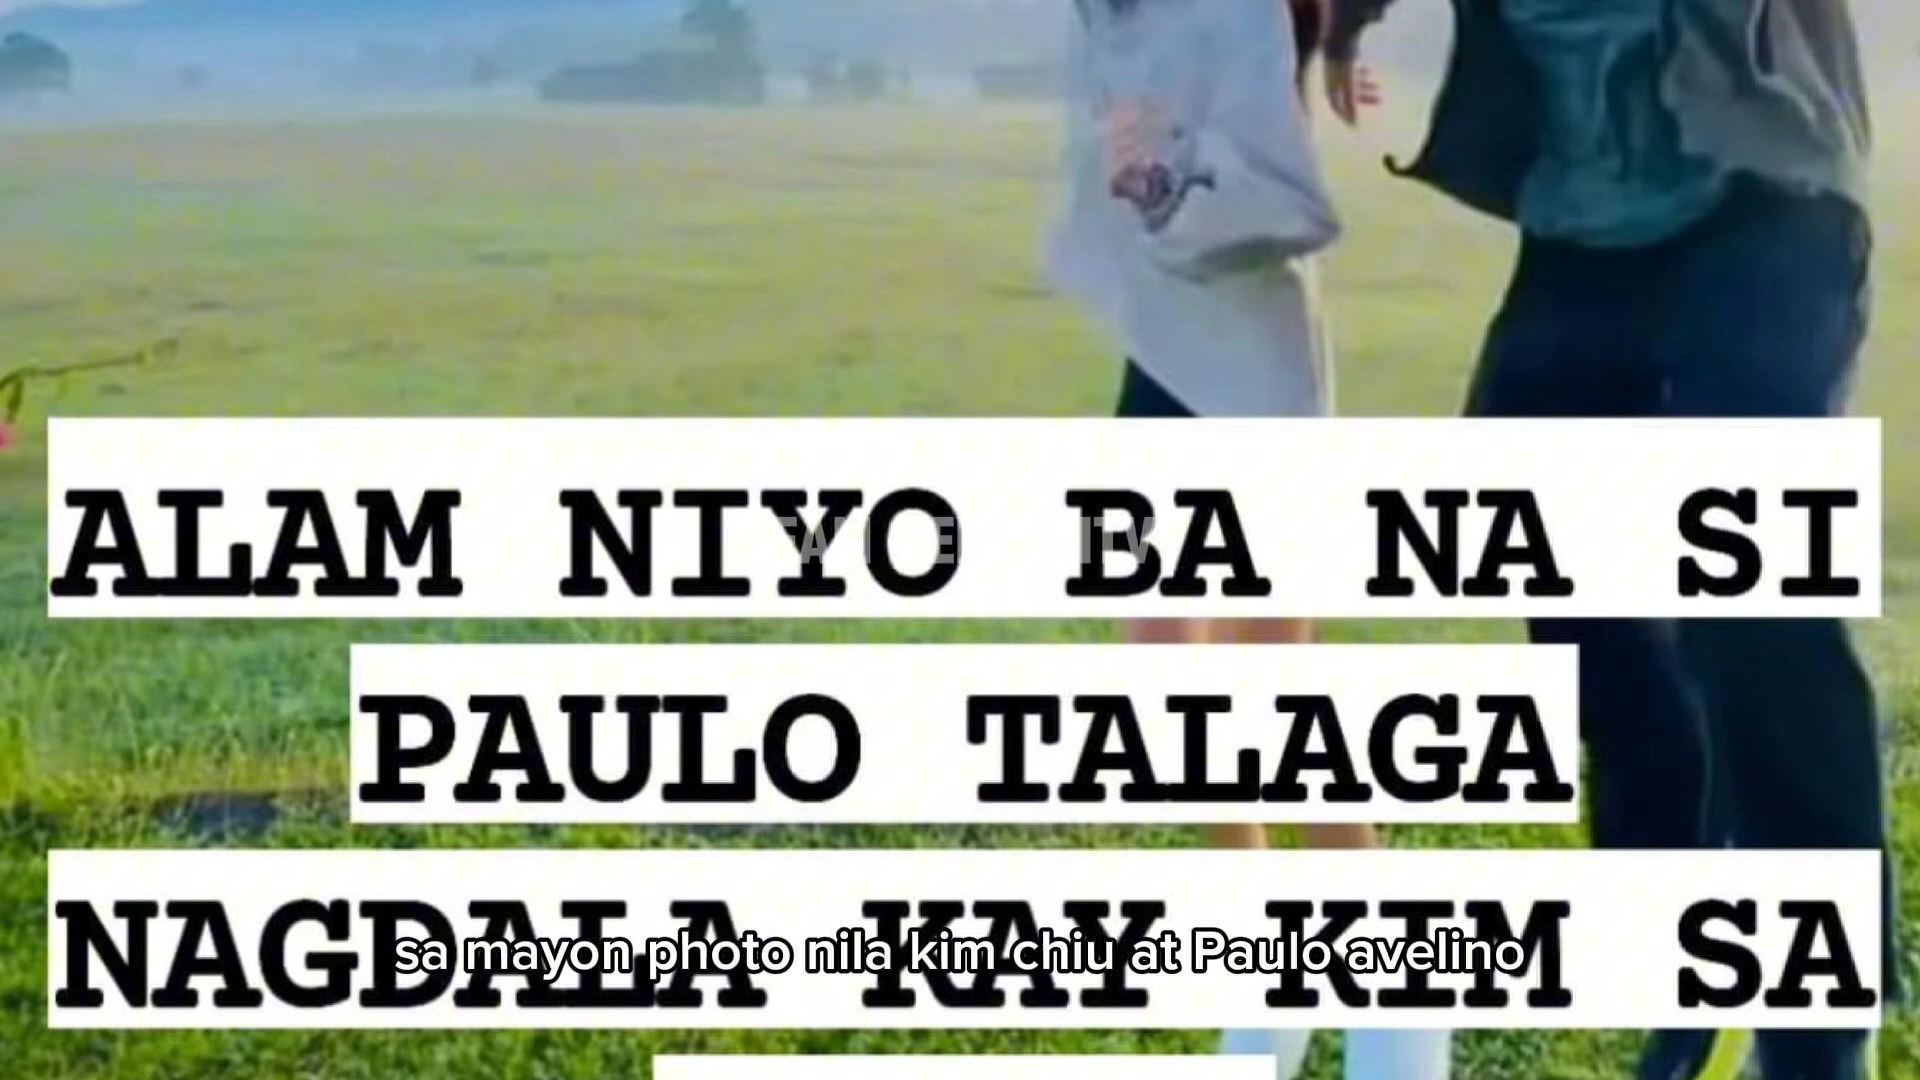 ALAM NIYO BA NA SI
PAULO TALAGA
NAGDALA KAY KIM SA
sa mayon photo nila kim chiu at Paulo avelino